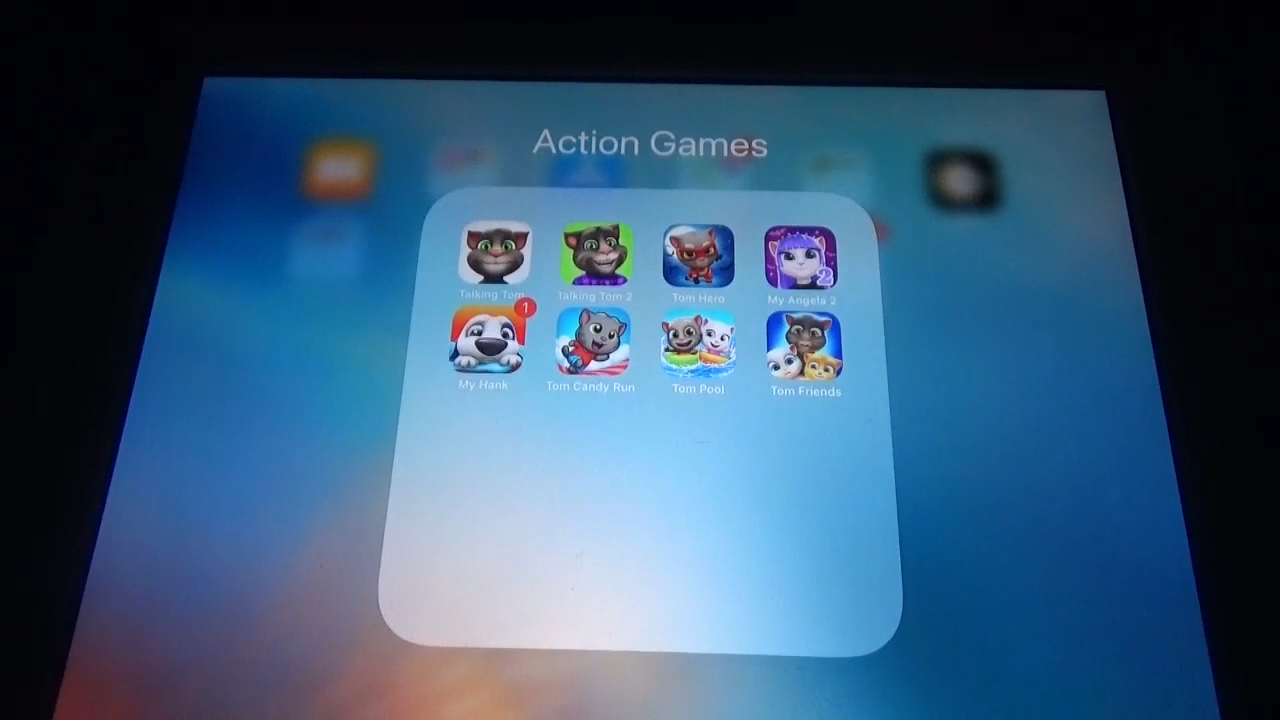 Action Games
Talking Tom
Talking Tom 2
Tom Hero
2
My Angela 2
1
My Hank
Tom Candy Run
Tom Pool
Tom Friends